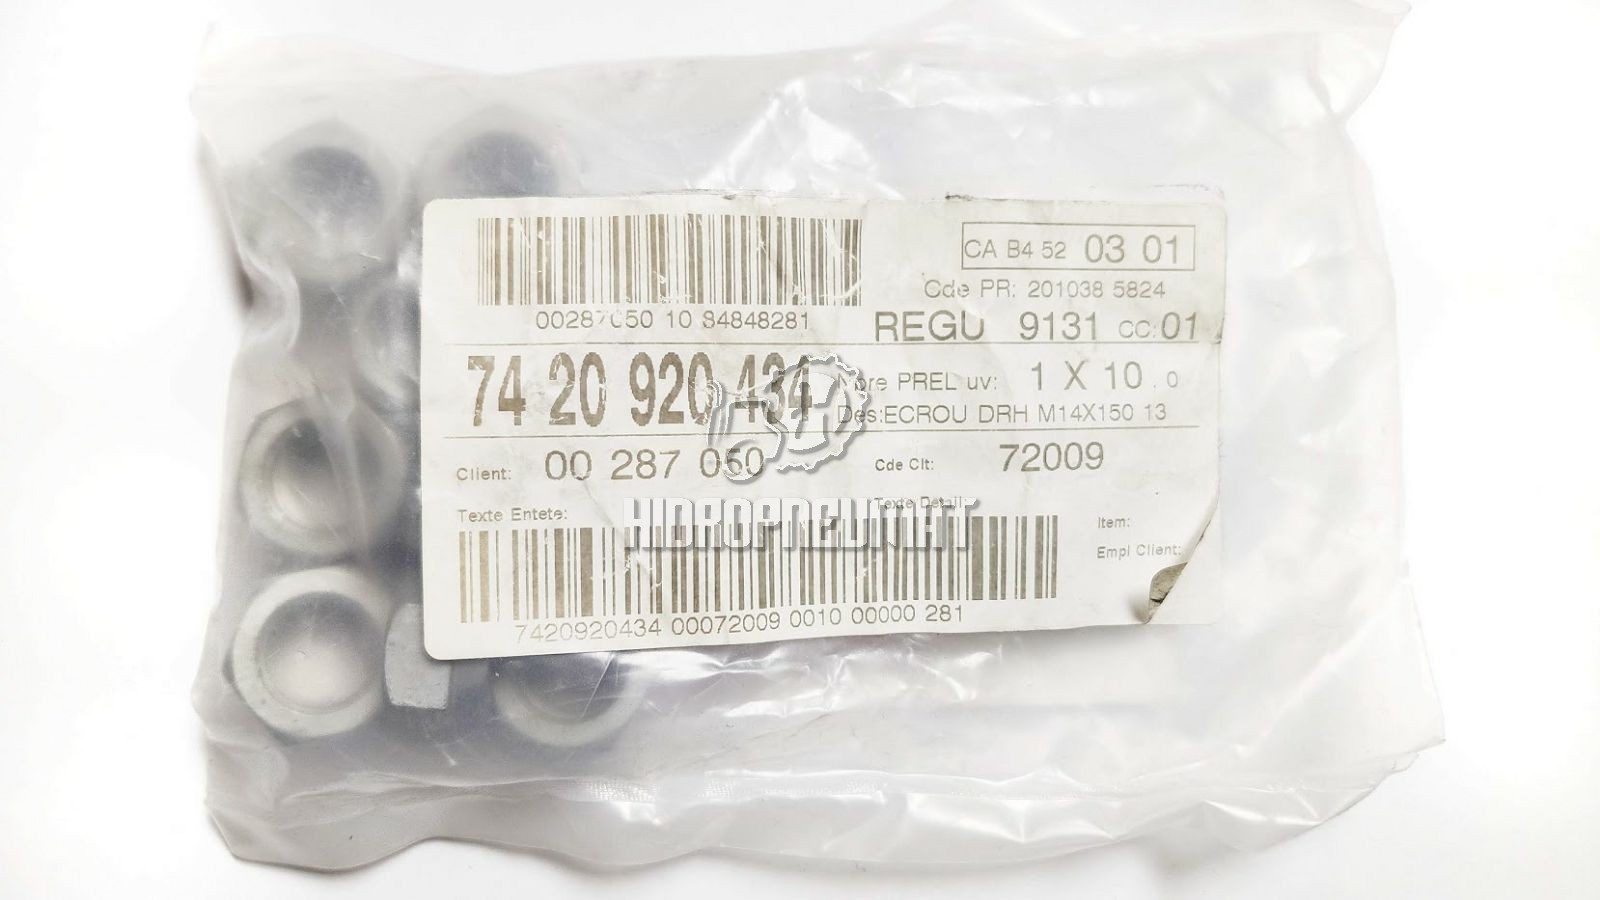 CA B4 52 03 01
Cde PR: 201038 5824
00287050 10 84848281
REGU 9131 CC:01
74 20 920 434
Nbre PREL uv: 1 X 10.0
Des:ECROU DRH M14X150 13
Client: 00 287 050
Cde Clt: 72009
Texte Entete:
Texte Detail:
HIDROPNEUMATT
Item:
Empl Client:
7420920434 00072009 0010 00000 281